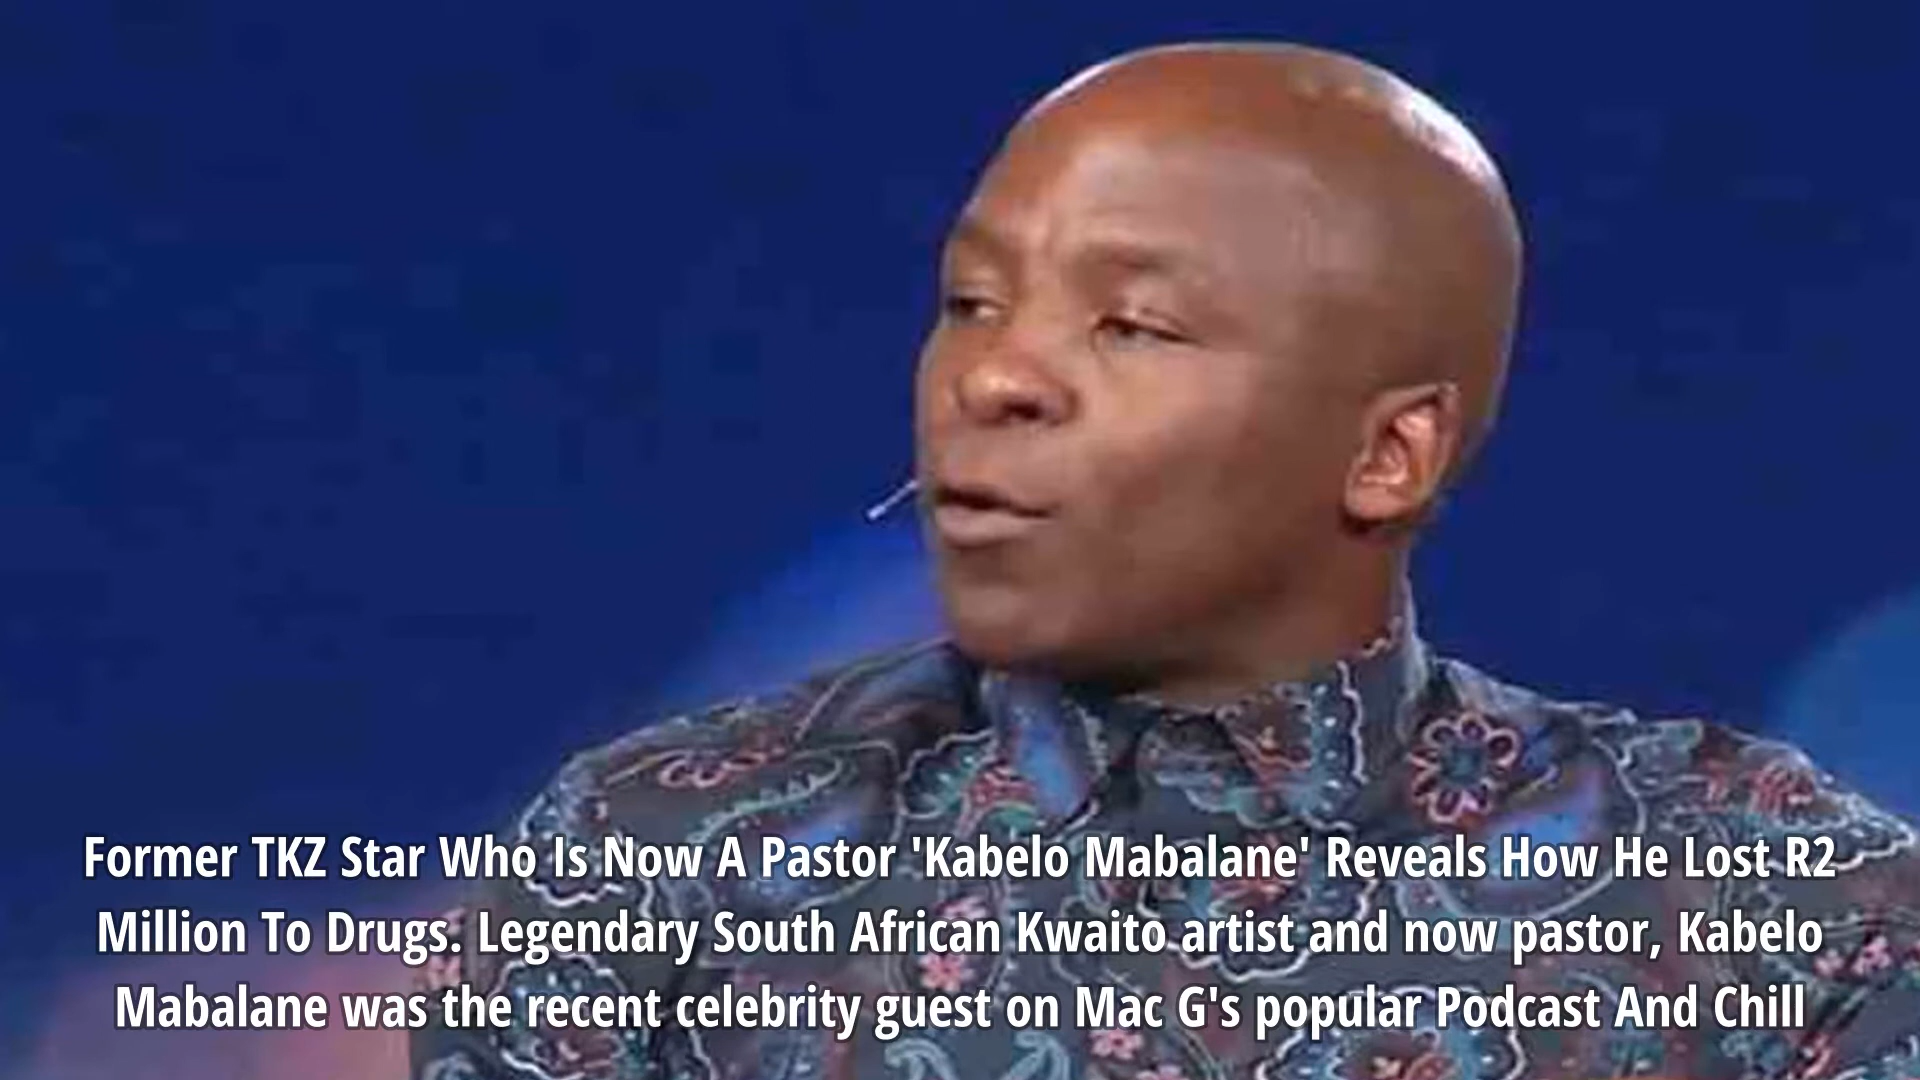 Former TKZ Star Who Is Now A Pastor 'Kabelo Mabalane' Reveals How He Lost R2
Million To Drugs. Legendary South African Kwaito artist and now pastor, Kabelo
Mabalane was the recent celebrity guest on Mac G's popular Podcast And Chill